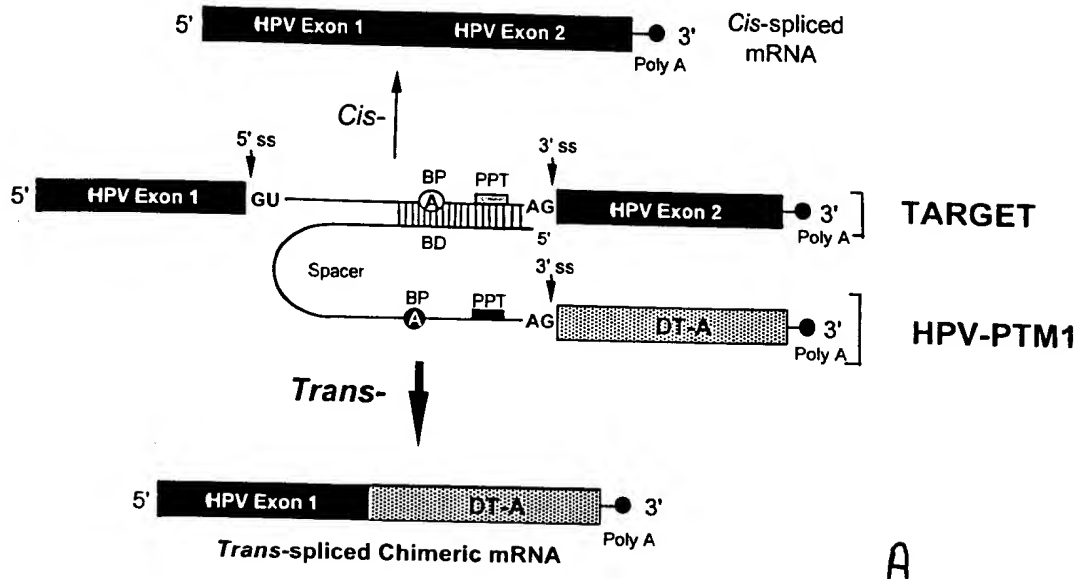 5' HPV Exon 1 HPV Exon 2 3'
Poly A
Cis-spliced
mRNA
Cis-
5' ss
3' ss
BP
PPT
5' HPV Exon 1 GU A AG HPV Exon 2 3'
Poly A
TARGET
BD
5'
Spacer
3' ss
BP
PPT
A AG DT-A 3'
Poly A
HPV-PTM1
Trans-
5' HPV Exon 1 DT-A 3'
Poly A
Trans-spliced Chimeric mRNA
A